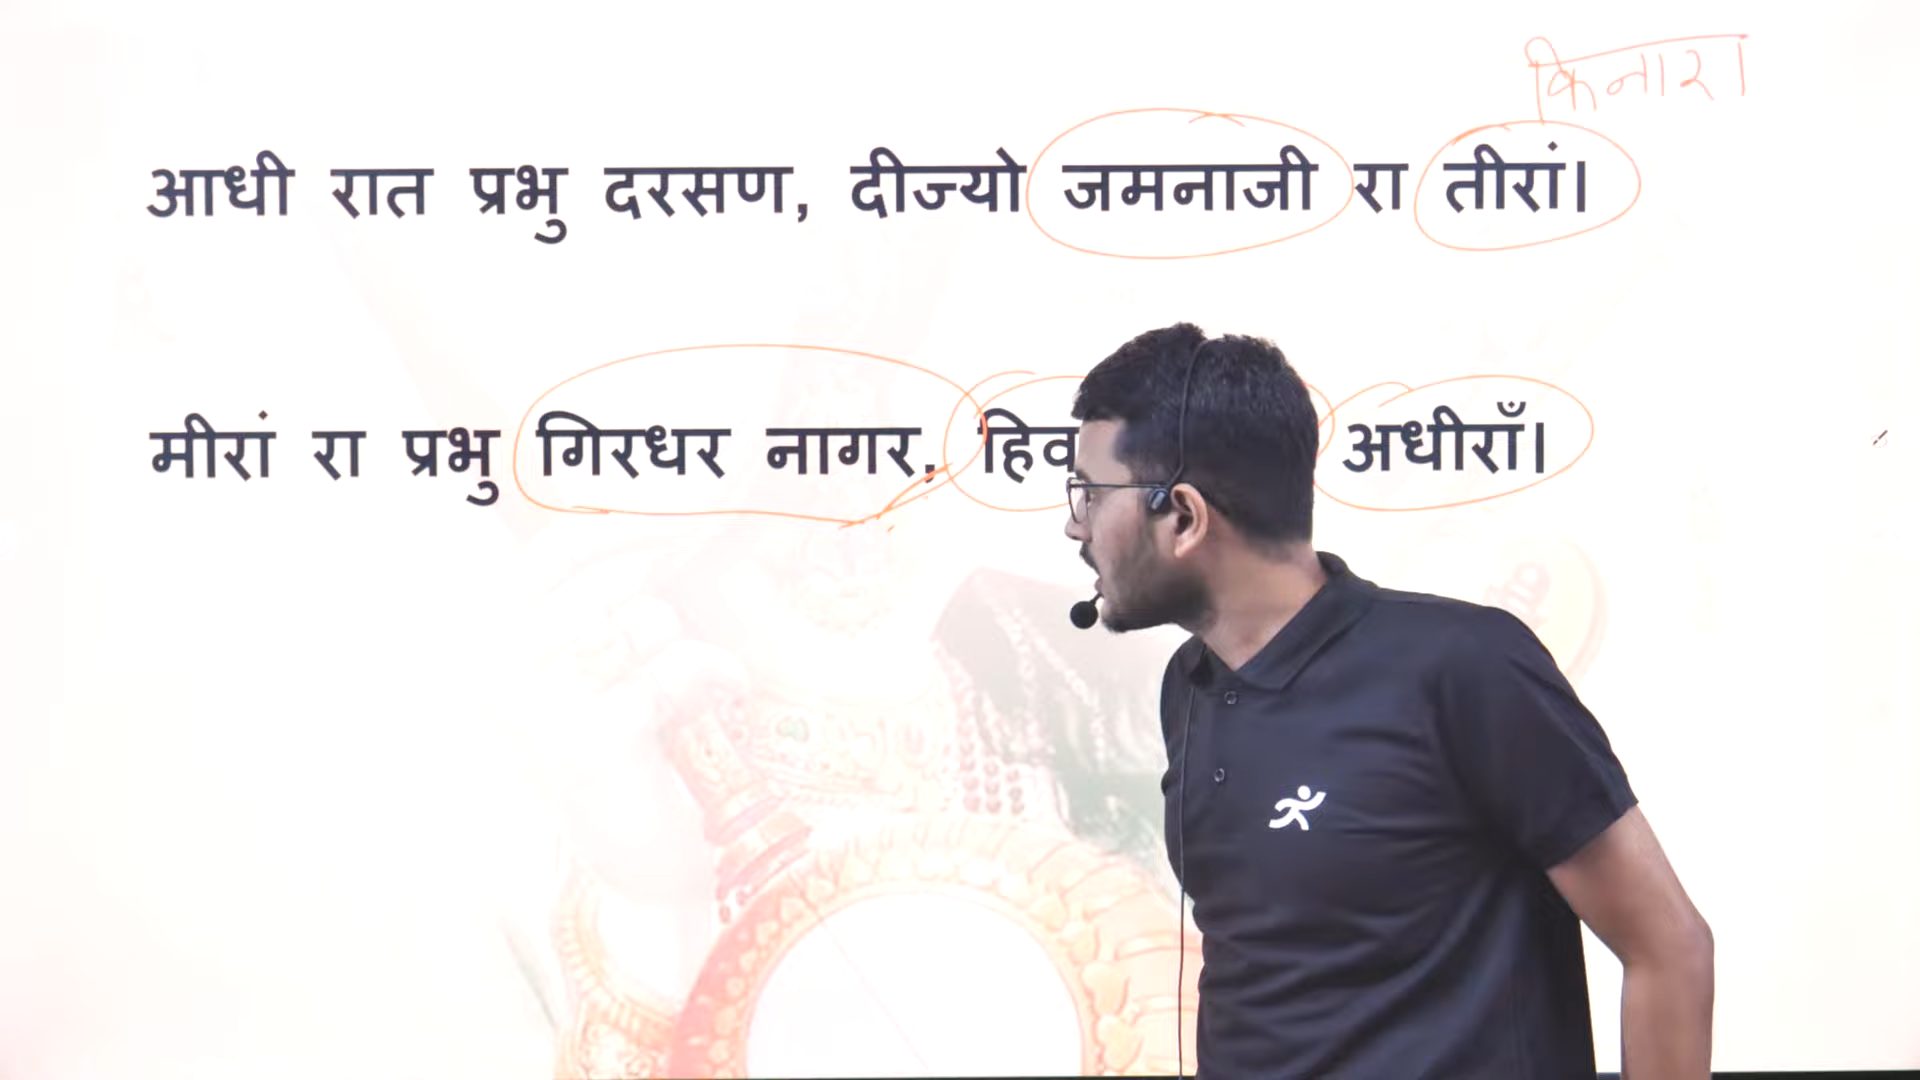 किनारा
आधी रात प्रभु दरसण, दीज्यो जमनाजी रा तीरां।
मीरां रा प्रभु गिरधर नागर, अधीराँ।